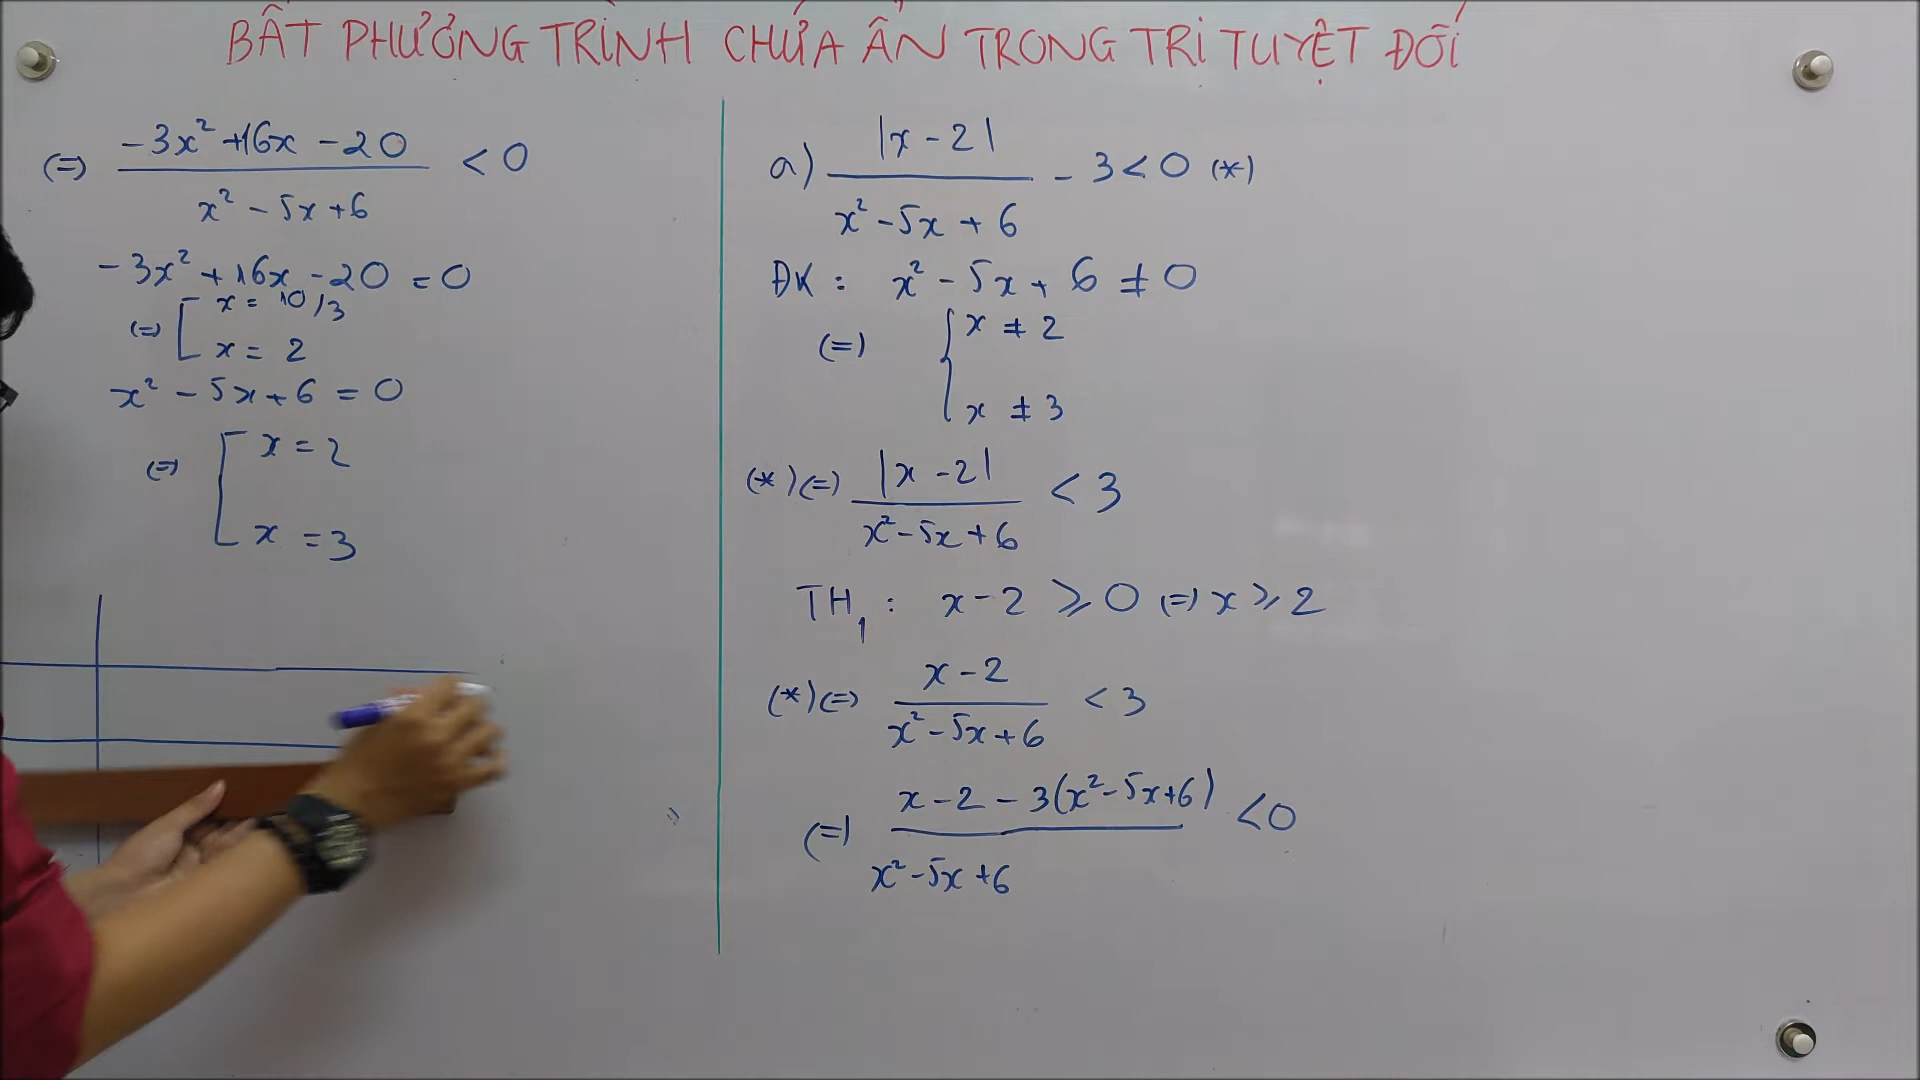 BẤT PHƯƠNG TRÌNH CHỨA ẨN TRONG TRỊ TUYỆT ĐỐI
(=) (-3x² + 16x - 20) / (x² - 5x + 6) < 0
-3x² + 16x - 20 = 0
(=) [ x = 10/3
x = 2
x² - 5x + 6 = 0
(=) [ x = 2
x = 3
a) |x - 2| / (x² - 5x + 6) - 3 < 0 (*)
ĐK : x² - 5x + 6 ≠ 0
(=) { x ≠ 2
x ≠ 3
(*) (=) |x - 2| / (x² - 5x + 6) < 3
TH₁ : x - 2 ⩾ 0 (=) x ⩾ 2
(*) (=) (x - 2) / (x² - 5x + 6) < 3
(=) (x - 2 - 3(x² - 5x + 6)) / (x² - 5x + 6) < 0